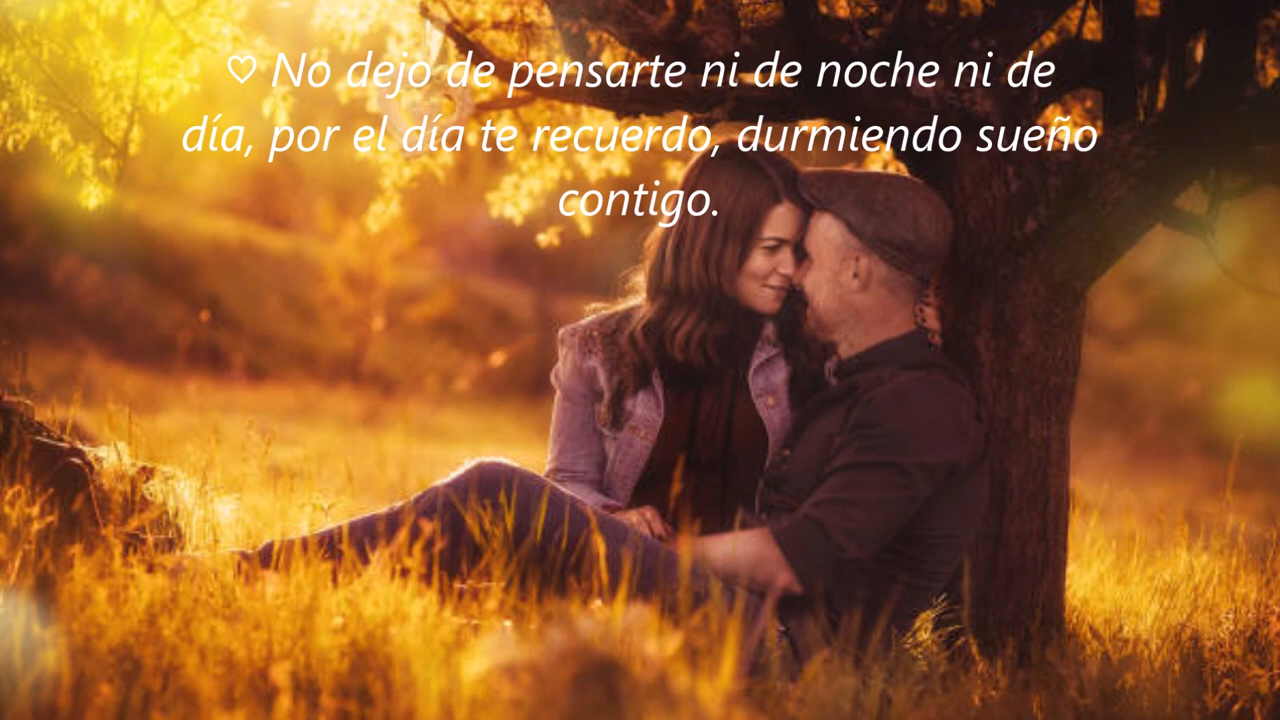 ♡ No dejo de pensarte ni de noche ni de
día, por el día te recuerdo, durmiendo sueño
contigo.